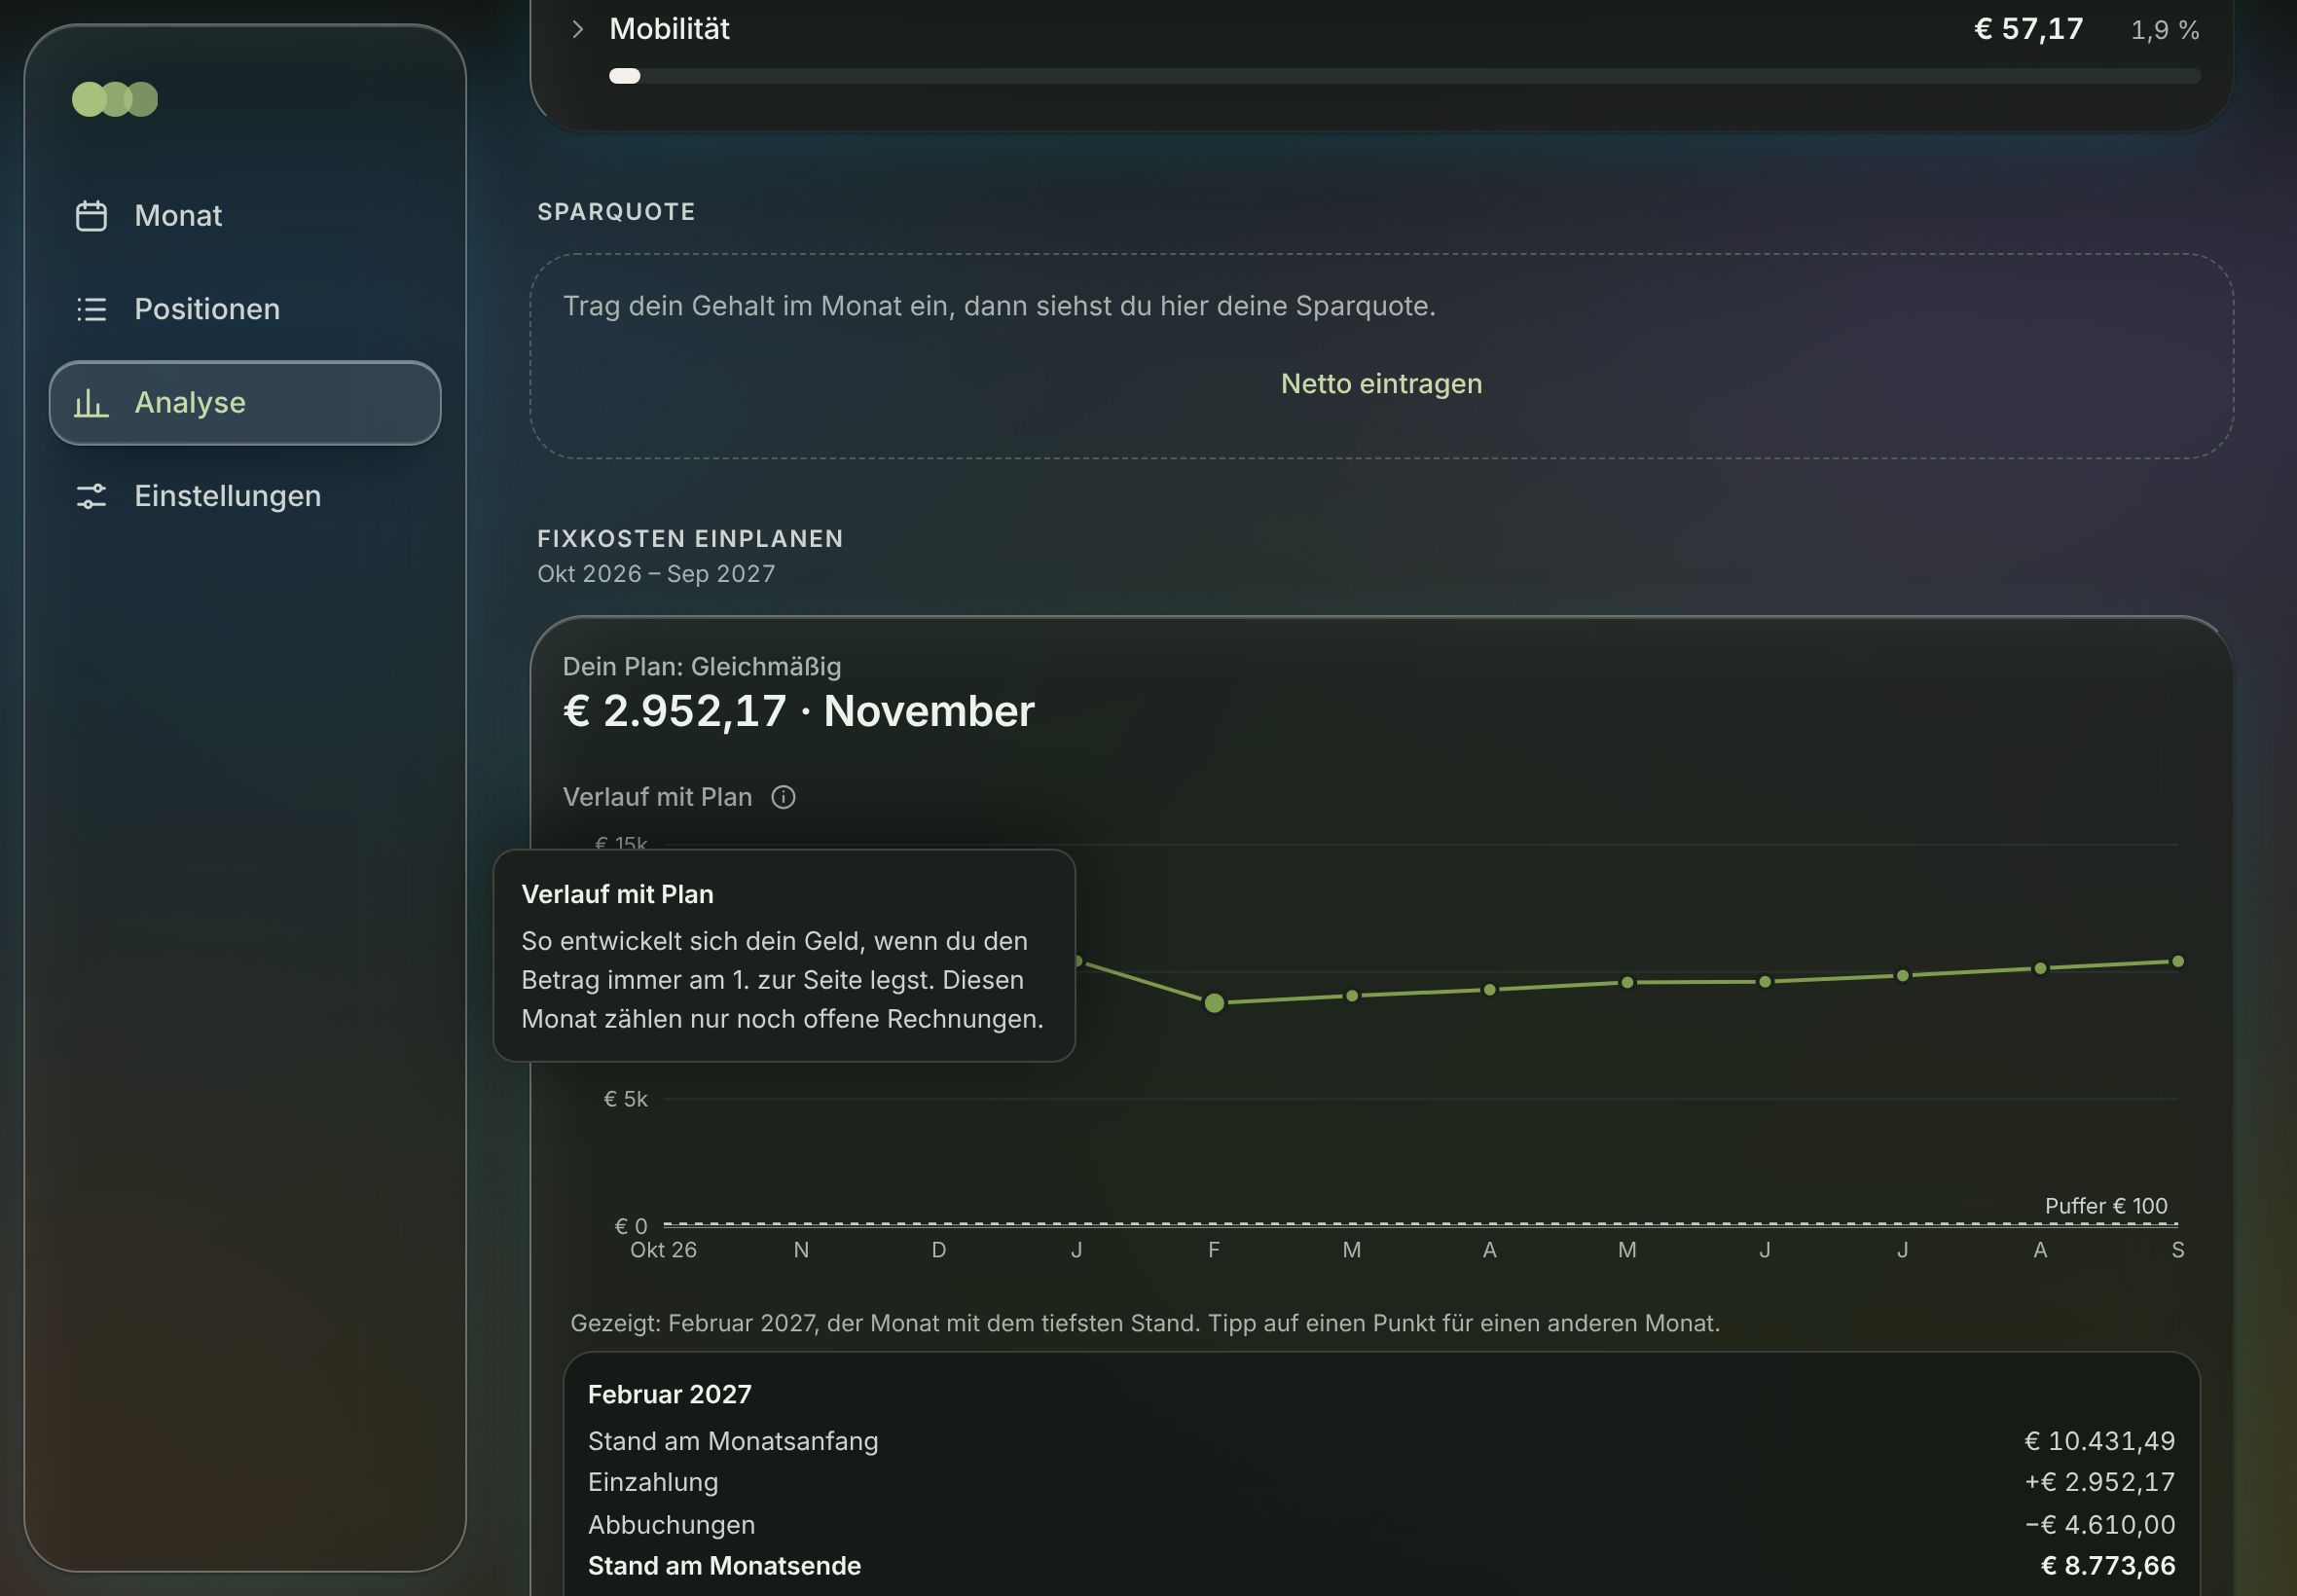 Mobilität
€ 57,17
1,9 %
Monat
Positionen
Analyse
Einstellungen
SPARQUOTE
Trag dein Gehalt im Monat ein, dann siehst du hier deine Sparquote.
Netto eintragen
FIXKOSTEN EINPLANEN
Okt 2026 – Sep 2027
Dein Plan: Gleichmäßig
€ 2.952,17 · November
Verlauf mit Plan
€ 15k
Verlauf mit Plan
So entwickelt sich dein Geld, wenn du den
Betrag immer am 1. zur Seite legst. Diesen
Monat zählen nur noch offene Rechnungen.
€ 5k
Puffer € 100
€ 0
Okt 26 N D J F M A M J J A S
Gezeigt: Februar 2027, der Monat mit dem tiefsten Stand. Tipp auf einen Punkt für einen anderen Monat.
Februar 2027
Stand am Monatsanfang € 10.431,49
Einzahlung +€ 2.952,17
Abbuchungen −€ 4.610,00
Stand am Monatsende € 8.773,66